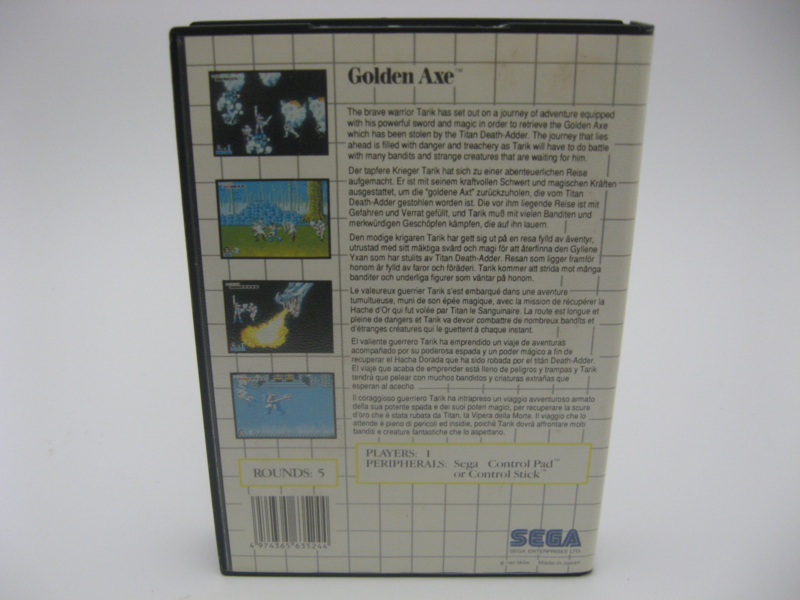 Golden Axe™
The brave warrior Tarik has set out on a journey of adventure equipped
with his powerful sword and magic in order to retrieve the Golden Axe
which has been stolen by the Titan Death-Adder. The journey that lies
ahead is filled with danger and treachery as Tarik will have to do battle
with many bandits and strange creatures that are waiting for him.
Der tapfere Krieger Tarik hat sich zu einer abenteuerlichen Reise
aufgemacht. Er ist mit seinem kraftvollen Schwert und magischen Kräften
ausgestattet, um die "goldene Axt" zurückzuholen, die vom Titan
Death-Adder gestohlen worden ist. Die vor ihm liegende Reise ist mit
Gefahren und Verrat gefüllt, und Tarik muß mit vielen Banditen und
merkwürdigen Geschöpfen kämpfen, die auf ihn lauern.
Den modige krigaren Tarik har gett sig ut på en resa fylld av äventyr,
utrustad med sitt mäktiga svärd och magi för att återfinna den Gyllene
Yxan som har stulits av Titan Death-Adder. Resan som ligger framför
honom är fylld av faror och föräderi. Tarik kommer att strida mot många
banditer och underliga figurer som väntar på honom.
Le valeureux guerrier Tarik s'est embarqué dans une aventure
tumultueuse, muni de son épée magique, avec la mission de récupérer la
Hache d'Or qui fut volée par Titan le Sanguinaire. La route est longue et
pleine de dangers et Tarik va devoir combattre de nombreux bandits et
d'étranges créatures qui le guettent à chaque instant.
El valiente guerrero Tarik ha emprendido un viaje de aventuras
acompañado por su poderosa espada y un poder mágico a fin de
recuperar el Hacha Dorada que ha sido robada por el titán Death-Adder.
El viaje que acaba de emprender está lleno de peligros y trampas y Tarik
tendrá que pelear con muchos bandidos y criaturas extrañas que
esperan al acecho.
Il coraggioso guerriero Tarik ha intrapreso un viaggio avventuroso armato
della sua potente spada e dei suoi poteri magici, per recuperare la scure
d'oro che è stata rubata da Titan, la Vipera della Morte. Il viaggio che lo
attende è pieno di pericoli ed insidie, poiché Tarik dovrà affrontare molti
banditi e creature fantastiche che lo aspettano.
PLAYERS: 1
PERIPHERALS: Sega Control Pad™
or Control Stick™
ROUNDS: 5
4 974365 635244
SEGA
SEGA ENTERPRISES LTD.
Made in Japan